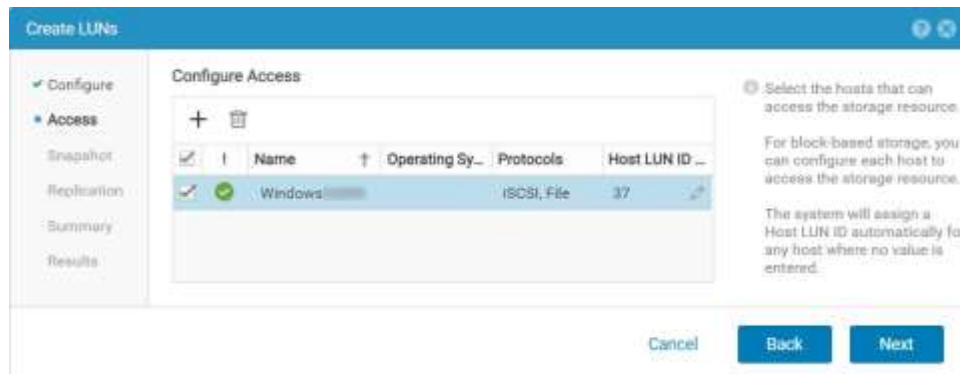 Create LUNs
Configure
Access
Snapshot
Replication
Summary
Results
Configure Access
! Name ↑ Operating Sy... Protocols Host LUN ID ...
Windows iSCSI, File 37
Select the hosts that can
access the storage resource.
For block-based storage, you
can configure each host to
access the storage resource.
The system will assign a
Host LUN ID automatically fo
any host where no value is
entered.
Cancel Back Next